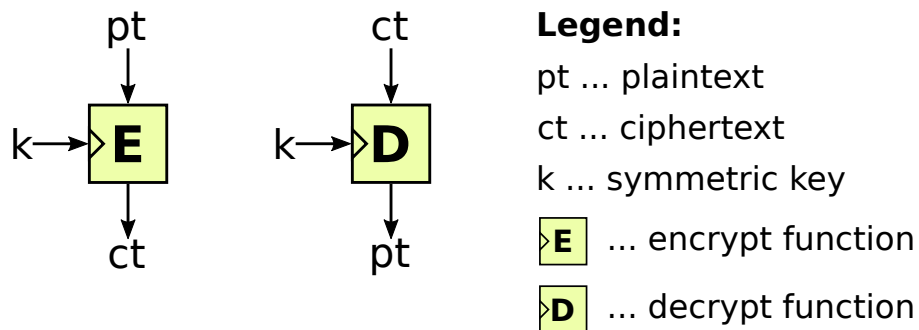 pt
k
E
ct
ct
k
D
pt
Legend:
pt ... plaintext
ct ... ciphertext
k ... symmetric key
E ... encrypt function
D ... decrypt function